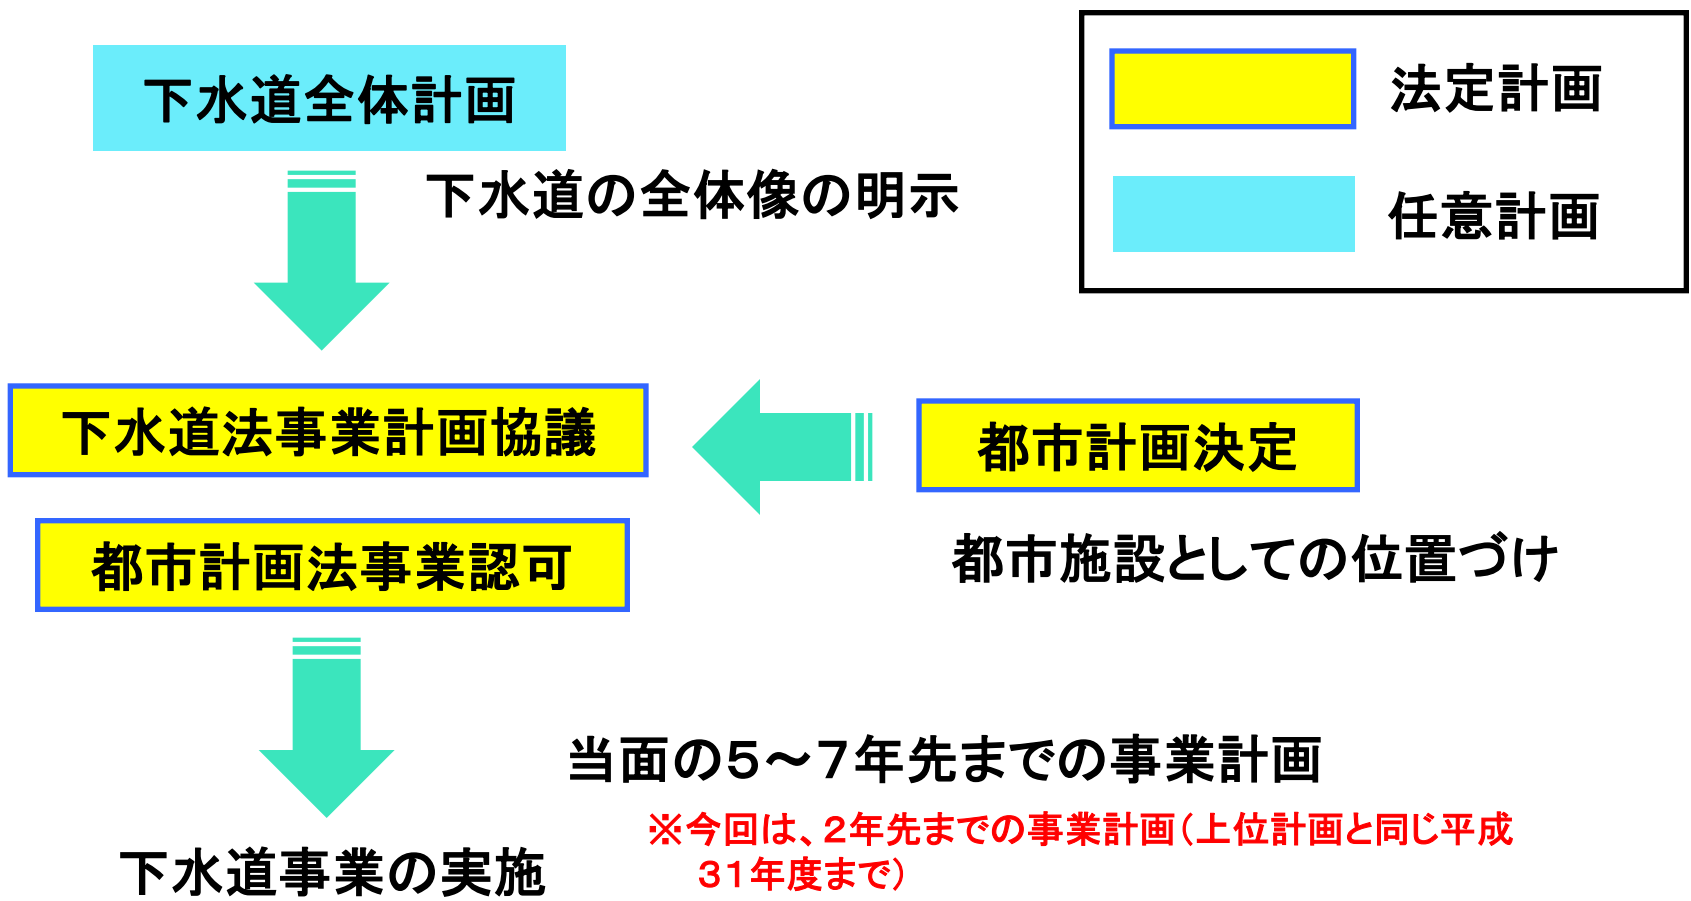 下水道全体計画
下水道の全体像の明示
法定計画
任意計画
下水道法事業計画協議
都市計画決定
都市計画法事業認可
都市施設としての位置づけ
当面の５～７年先までの事業計画
※今回は、２年先までの事業計画（上位計画と同じ平成
３１年度まで）
下水道事業の実施